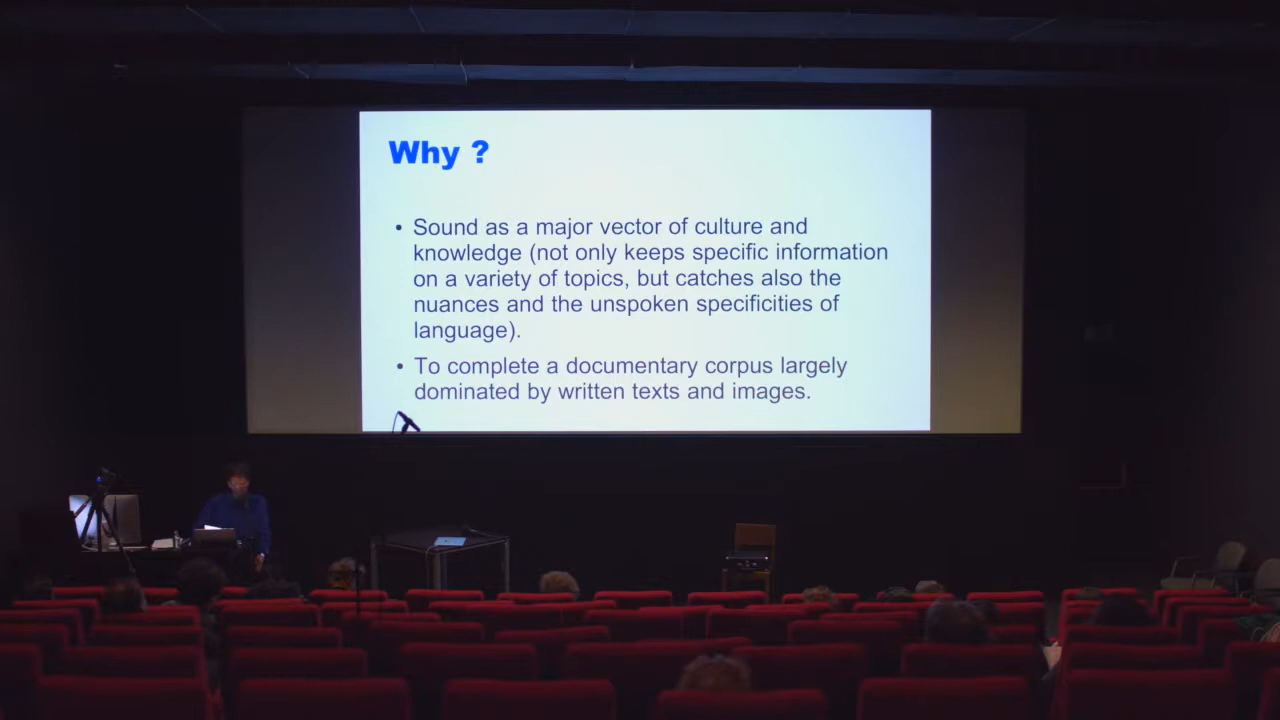 Why ?
• Sound as a major vector of culture and
knowledge (not only keeps specific information
on a variety of topics, but catches also the
nuances and the unspoken specificities of
language).
• To complete a documentary corpus largely
dominated by written texts and images.